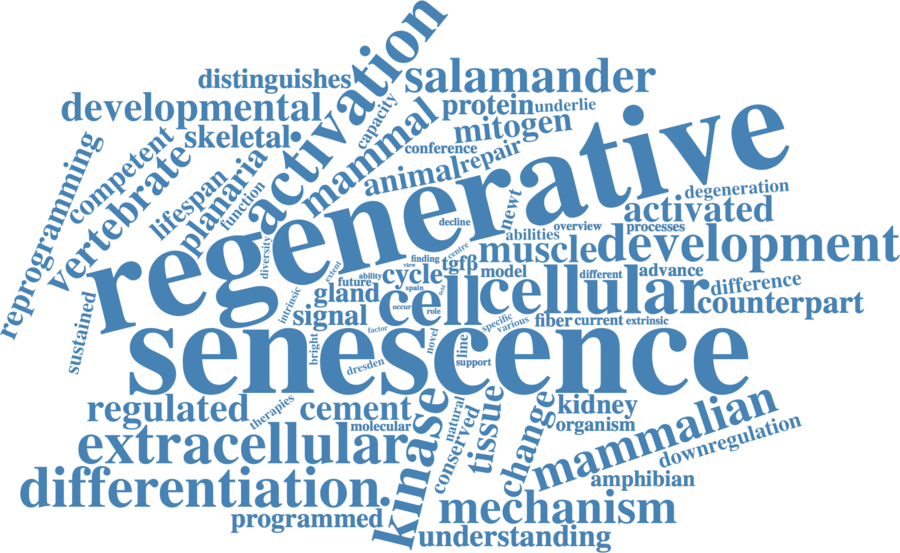 activation
distinguishes
salamander
developmental
capacity
protein
underlie
skeletal
mammal
mitogen
conference
reprogramming
competent
vertebrate
lifespan
planaria
function
animal
repair
regenerative
degeneration
newt
activated
decline
abilities
overview
processes
diversity
muscle
development
finding
centre
view
tgfβ
extent
ability
cycle
model
different
advance
future
spain
cell
cellular
difference
intrinsic
gland
occur
role
counterpart
sustained
signal
factor
specific
various
fiber
current
extrinsic
bright
novel
line
senescence
dresden
support
regulated
therapies
cement
molecular
kinase
natural
conserved
tissue
change
kidney
organism
extracellular
mammalian
downregulation
differentiation
amphibian
programmed
mechanism
understanding